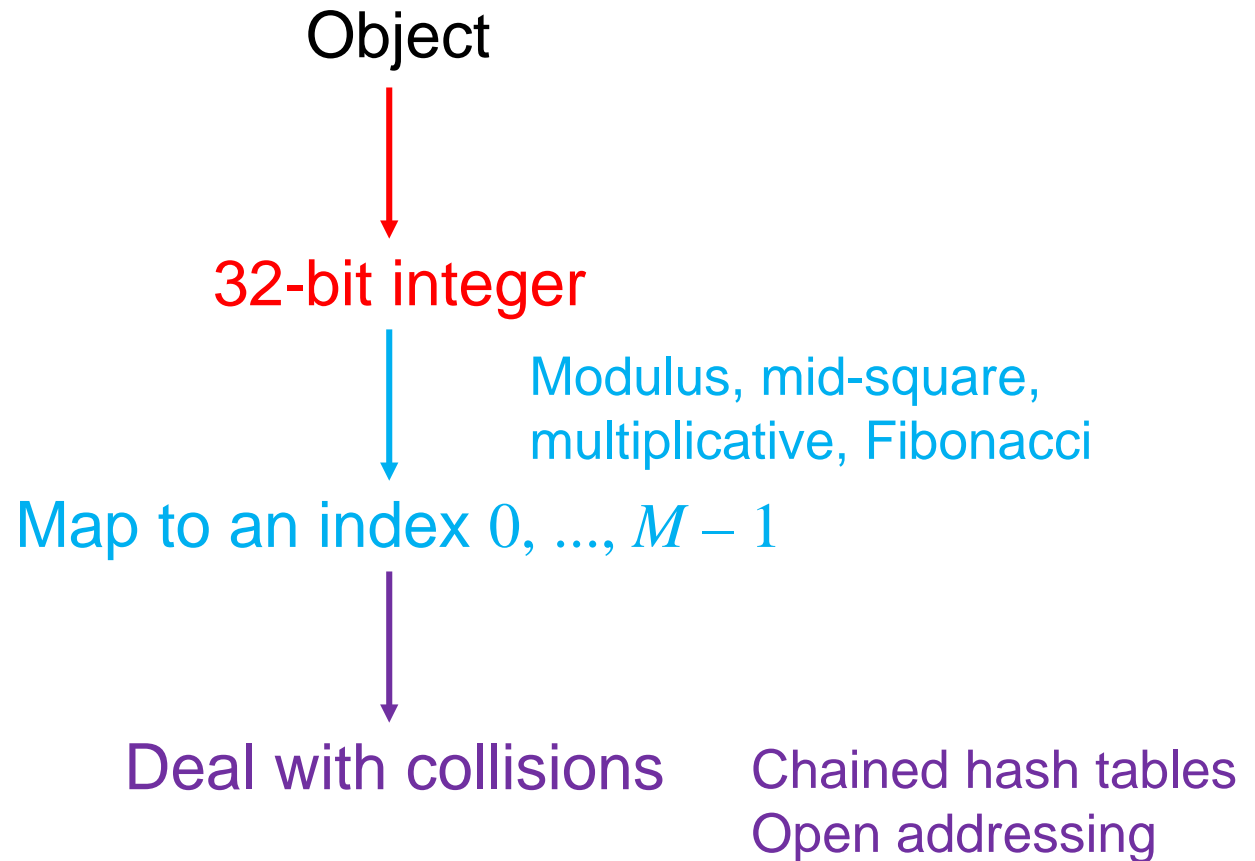 Object
32-bit integer
Modulus, mid-square,
multiplicative, Fibonacci
Map to an index 0, ..., M – 1
Deal with collisions
Chained hash tables
Open addressing